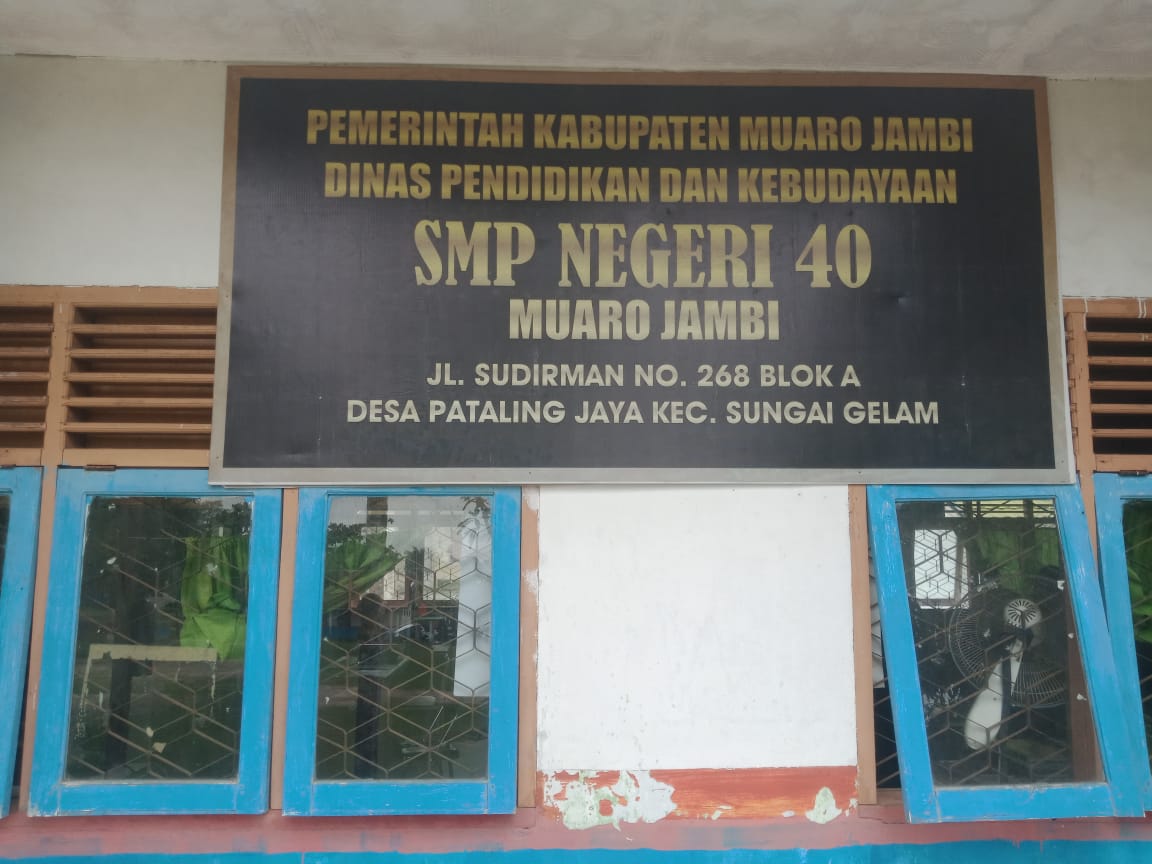 PEMERINTAH KABUPATEN MUARO JAMBI
DINAS PENDIDIKAN DAN KEBUDAYAAN
SMP NEGERI 40
MUARO JAMBI
JL. SUDIRMAN NO. 268 BLOK A
DESA PATALING JAYA KEC. SUNGAI GELAM